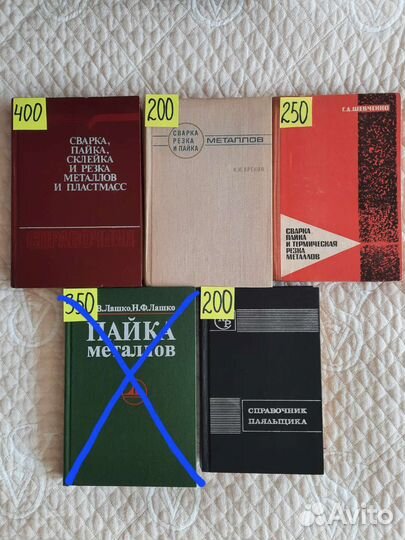 400
СВАРКА,
ПАЙКА,
СКЛЕЙКА
И РЕЗКА
МЕТАЛЛОВ
И ПЛАСТМАСС
СПРАВОЧНИК
200
СВАРКА
РЕЗКА
И ПАЙКА
МЕТАЛЛОВ
250
Г.А. ШЕВЧЕНКО
СВАРКА
ПАЙКА
И ТЕРМИЧЕСКАЯ
РЕЗКА
МЕТАЛЛОВ
350
В.Лашко, Н.Ф.Лашко
ПАЙКА
металлов
200
СПРАВОЧНИК
ПАЯЛЬЩИКА
Avito